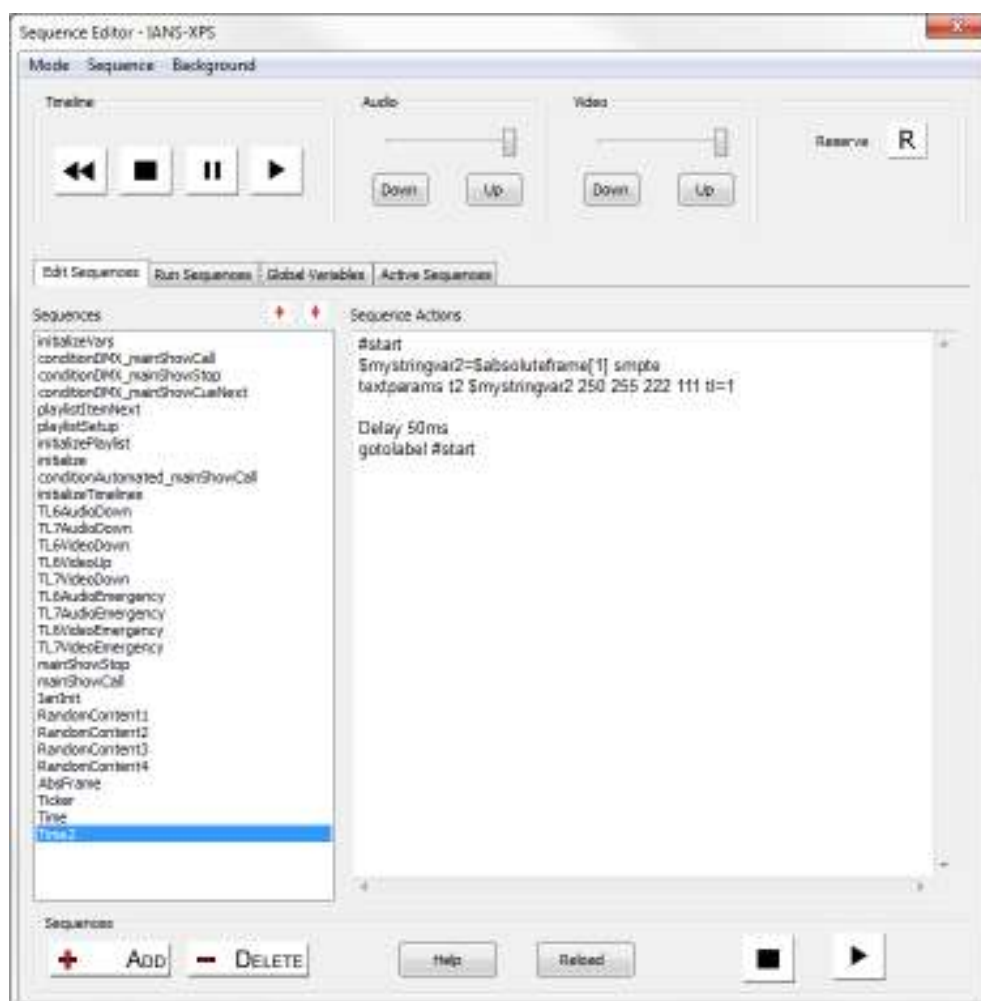 Sequence Editor - IANS-XPS
Mode Sequence Background
Timeline
Audio
Video
Reserve R
Down Up
Down Up
Edit Sequences Run Sequences Global Variables Active Sequences
Sequences
initializeVars
conditionDMX_mainShowCall
conditionDMX_mainShowStop
conditionDMX_mainShowCueNext
playlistItemNext
playlistSetup
initializePlaylist
initialize
conditionAutomated_mainShowCall
initializeTimelines
TL6AudioDown
TL7AudioDown
TL6VideoDown
TL6VideoUp
TL7VideoDown
TL6AudioEmergency
TL7AudioEmergency
TL6VideoEmergency
TL7VideoEmergency
mainShowStop
mainShowCall
IanInit
RandomContent1
RandomContent2
RandomContent3
RandomContent4
AbsFrame
Ticker
Time
Time2
Sequence Actions
#start
$mystringvar2=$absoluteframe[1] smpte
textparams t2 $mystringvar2 250 255 222 111 tl=1
Delay 50ms
gotolabel #start
Sequences
ADD DELETE Help Reload